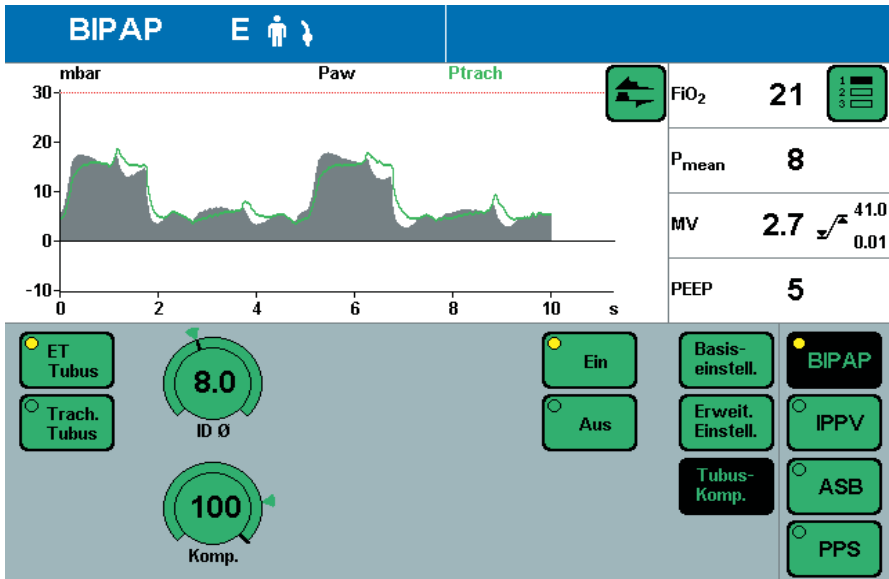 BIPAP E
mbar Paw Ptrach
30
20
10
0
-10
0 2 4 6 8 10 s
FiO2 21
1
2
3
Pmean 8
MV 2.7 41.0
0.01
PEEP 5
ET
Tubus
Trach.
Tubus
8.0
ID Ø
100
Komp.
Ein
Aus
Basis-
einstell.
Erweit.
Einstell.
Tubus-
Komp.
BIPAP
IPPV
ASB
PPS